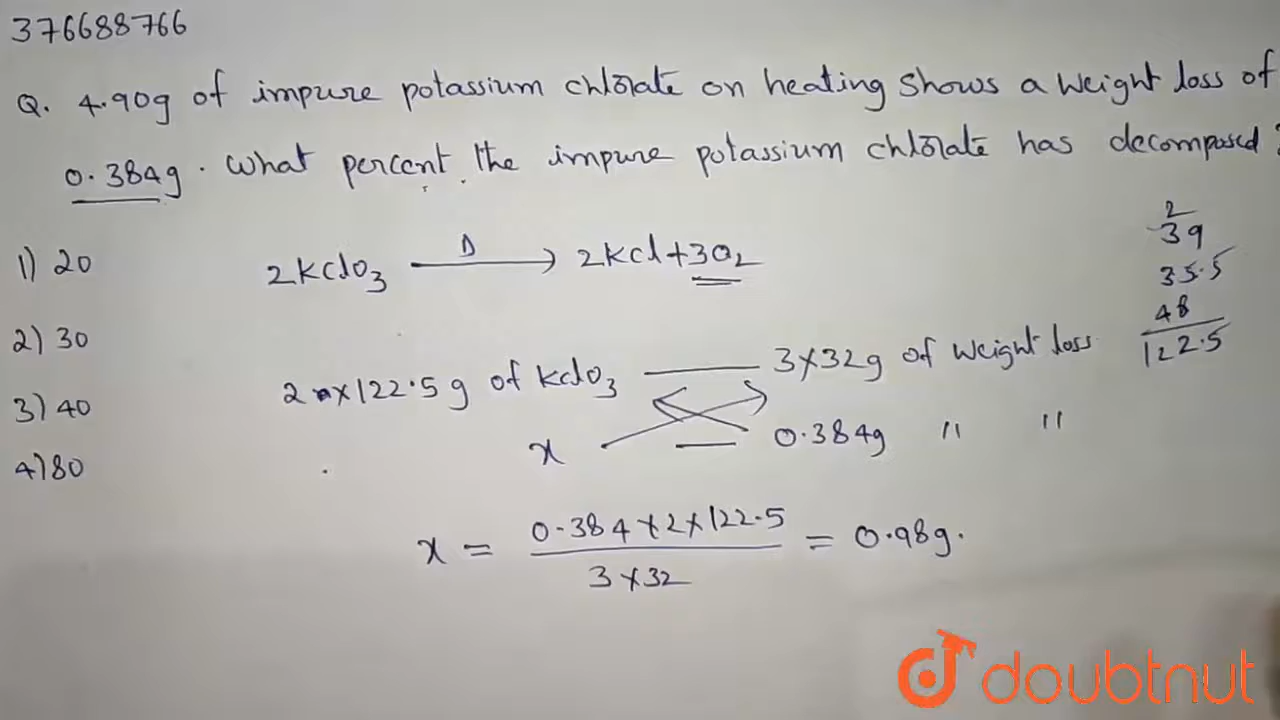 376688766
Q. 4.90g of impure potassium chlorate on heating shows a weight loss of
0.384g. What percent the impure potassium chlorate has decomposed?
1) 20
2) 30
3) 40
4) 80
2KClO3 Δ → 2KCl + 3O2
2
39
35.5
48
122.5
2 × 122.5 g of KClO3 — 3×32g of weight loss
x — 0.384g " "
x = 0.384×2×122.5 / 3×32 = 0.98g.
doubtnut